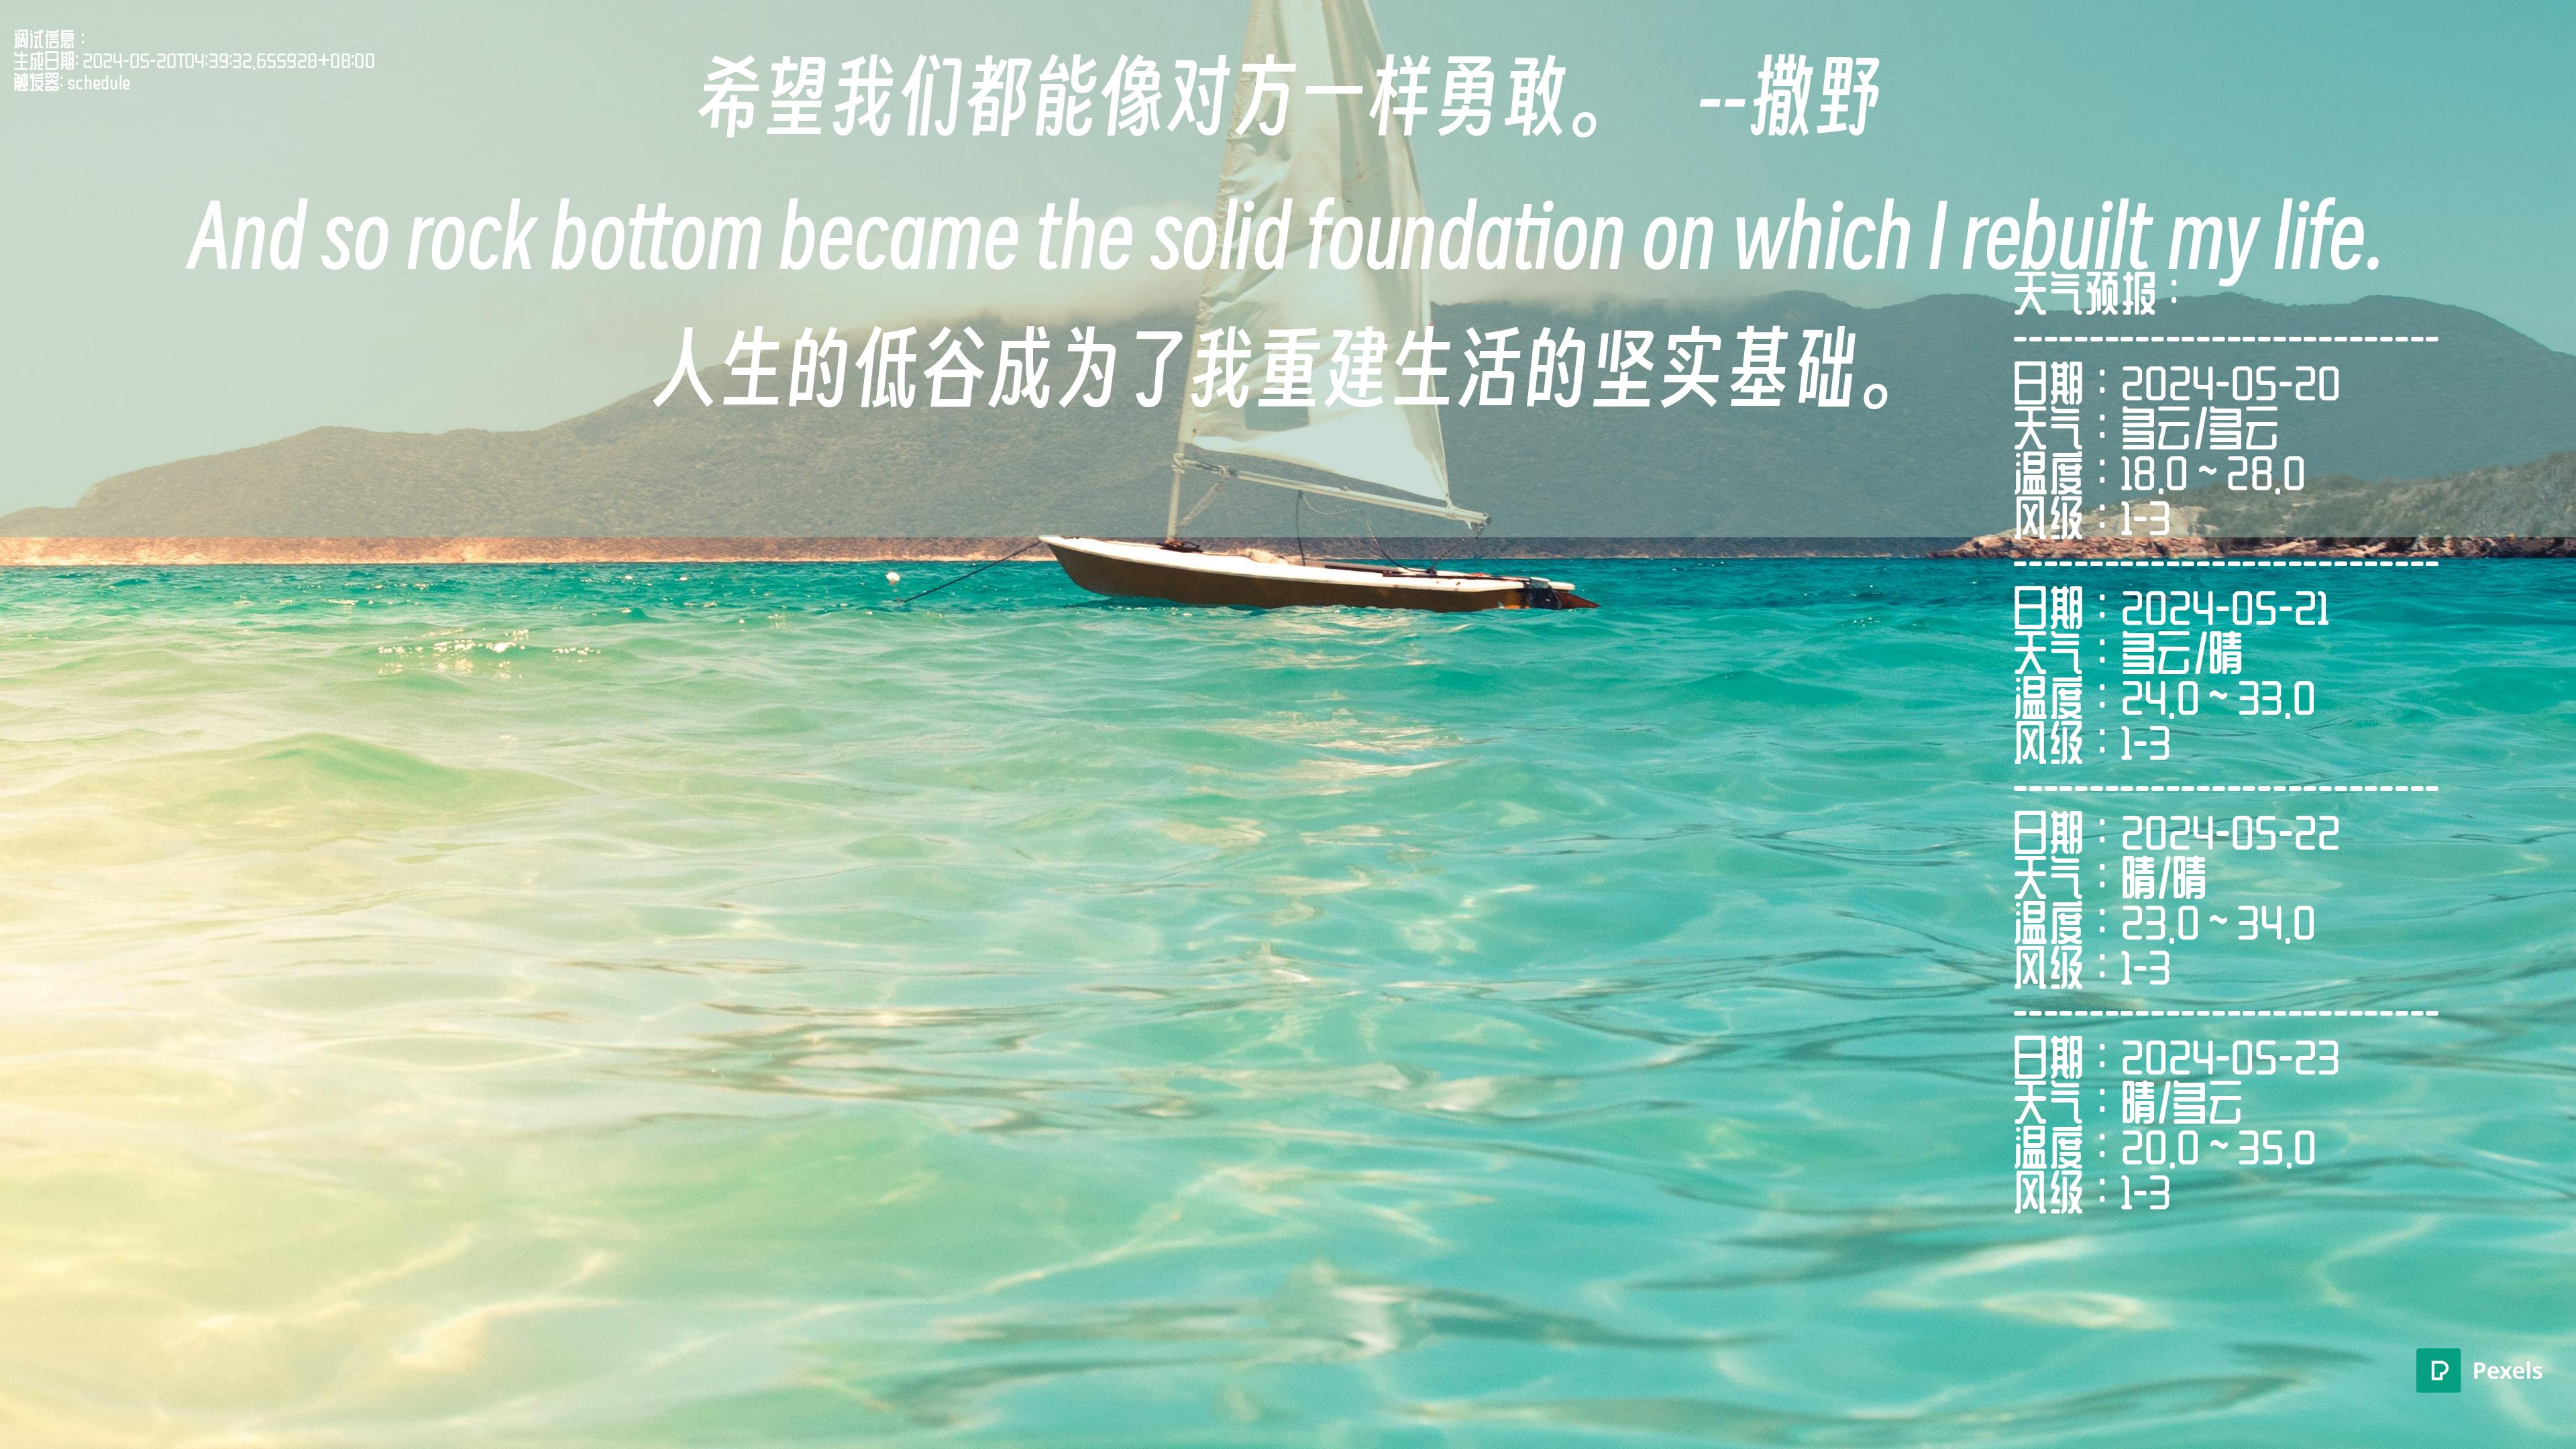 调试信息：
生成日期: 2024-05-20T04:39:32.655928+08:00
触发器: schedule
希望我们都能像对方一样勇敢。 --撒野
And so rock bottom became the solid foundation on which I rebuilt my life.
人生的低谷成为了我重建生活的坚实基础。
天气预报：
----------------------------
日期：2024-05-20
天气：多云/多云
温度：18.0 ~ 28.0
风级：1-3
----------------------------
日期：2024-05-21
天气：多云/晴
温度：24.0 ~ 33.0
风级：1-3
----------------------------
日期：2024-05-22
天气：晴/晴
温度：23.0 ~ 34.0
风级：1-3
----------------------------
日期：2024-05-23
天气：晴/多云
温度：20.0 ~ 35.0
风级：1-3
Pexels